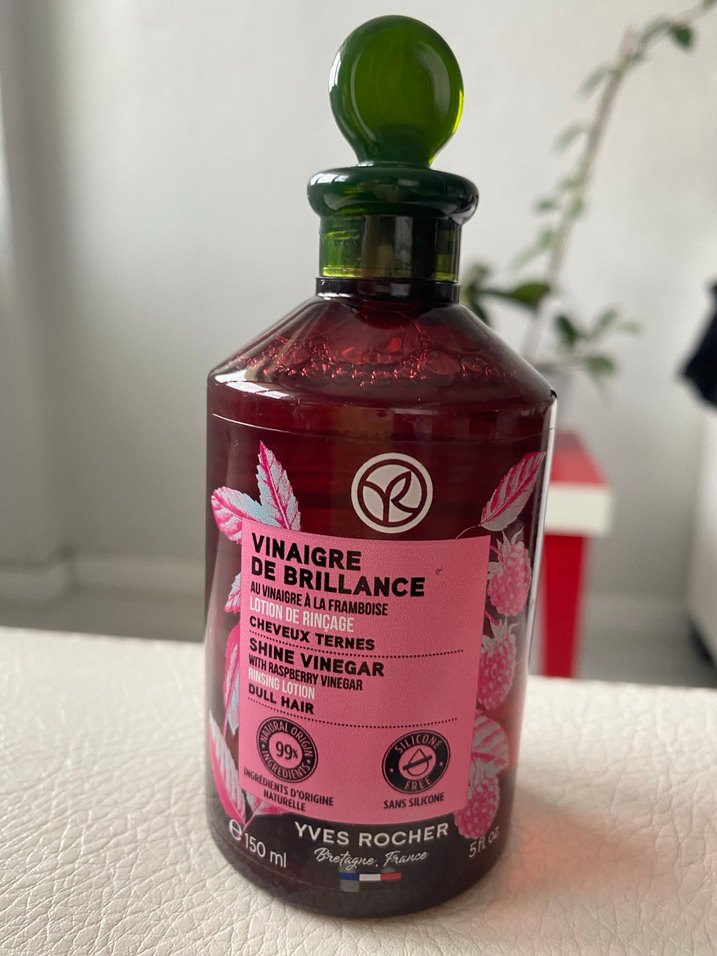 VINAIGRE
DE BRILLANCE
AU VINAIGRE À LA FRAMBOISE
LOTION DE RINÇAGE
CHEVEUX TERNES
SHINE VINEGAR
WITH RASPBERRY VINEGAR
RINSING LOTION
DULL HAIR
NATURAL ORIGIN
99%
INGREDIENTS
INGRÉDIENTS D'ORIGINE
NATURELLE
SILICONE
FREE
SANS SILICONE
YVES ROCHER
Bretagne, France
℮150 ml
5fl oz.